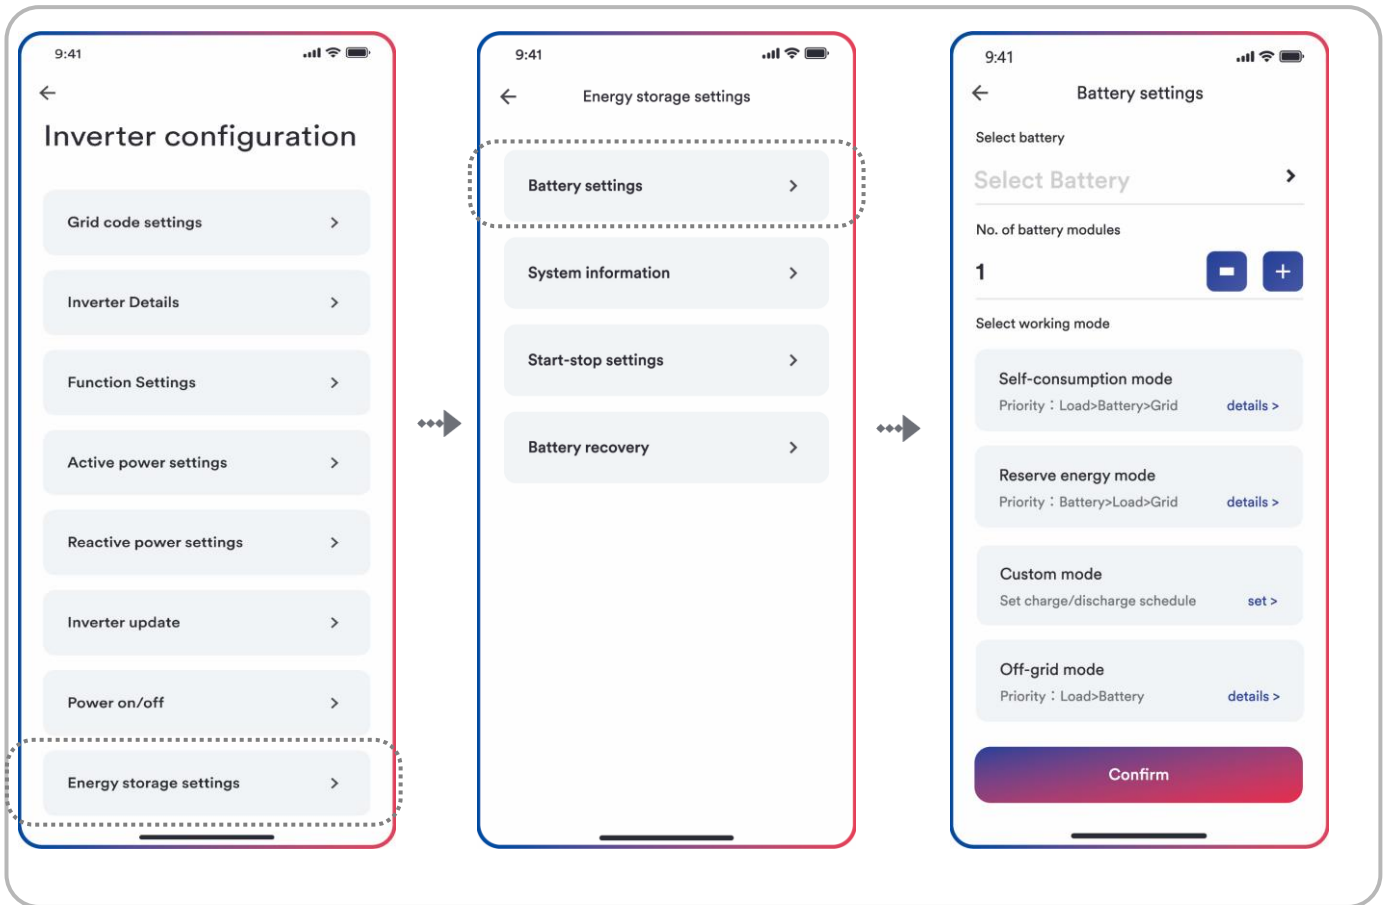 9:41
Inverter configuration
Grid code settings
Inverter Details
Function Settings
Active power settings
Reactive power settings
Inverter update
Power on/off
Energy storage settings
9:41
Energy storage settings
Battery settings
System information
Start-stop settings
Battery recovery
9:41
Battery settings
Select battery
Select Battery
No. of battery modules
1
Select working mode
Self-consumption mode
Priority：Load>Battery>Grid details >
Reserve energy mode
Priority：Battery>Load>Grid details >
Custom mode
Set charge/discharge schedule set >
Off-grid mode
Priority：Load>Battery details >
Confirm